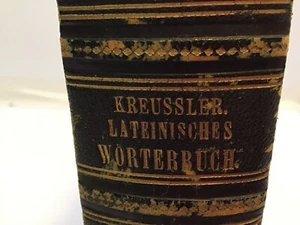 KREUSSLER.
LATEINISCHES
WÖRTERBUCH.